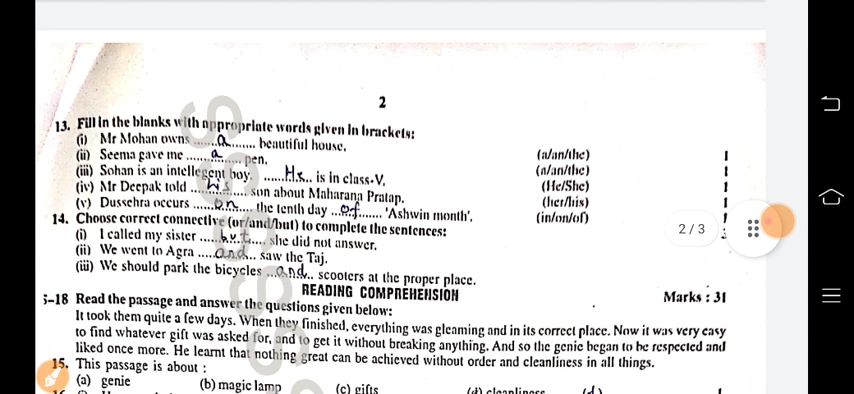 2
13. Fill in the blanks with appropriate words given in brackets:
(i) Mr Mohan owns .......a........ beautiful house. (a/an/the) 1
(ii) Seema gave me .......a........ pen. (a/an/the) 1
(iii) Sohan is an intellegent boy. ......He... is in class-V. (He/She) 1
(iv) Mr Deepak told ....his.... son about Maharana Pratap. (her/his) 1
(v) Dussehra occurs ......on.... the tenth day ...of....... 'Ashwin month'. (in/on/of) 1
14. Choose correct connective (or/and/but) to complete the sentences: 3
(i) I called my sister .....but.... she did not answer.
(ii) We went to Agra .....and... saw the Taj.
(iii) We should park the bicycles ...and.. scooters at the proper place.
READING COMPREHENSION Marks : 31
5-18 Read the passage and answer the questions given below:
It took them quite a few days. When they finished, everything was gleaming and in its correct place. Now it was very easy
to find whatever gift was asked for, and to get it without breaking anything. And so the genie began to be respected and
liked once more. He learnt that nothing great can be achieved without order and cleanliness in all things.
15. This passage is about :
(a) genie (b) magic lamp (c) gifts (d) cleanliness (d)
2 / 3